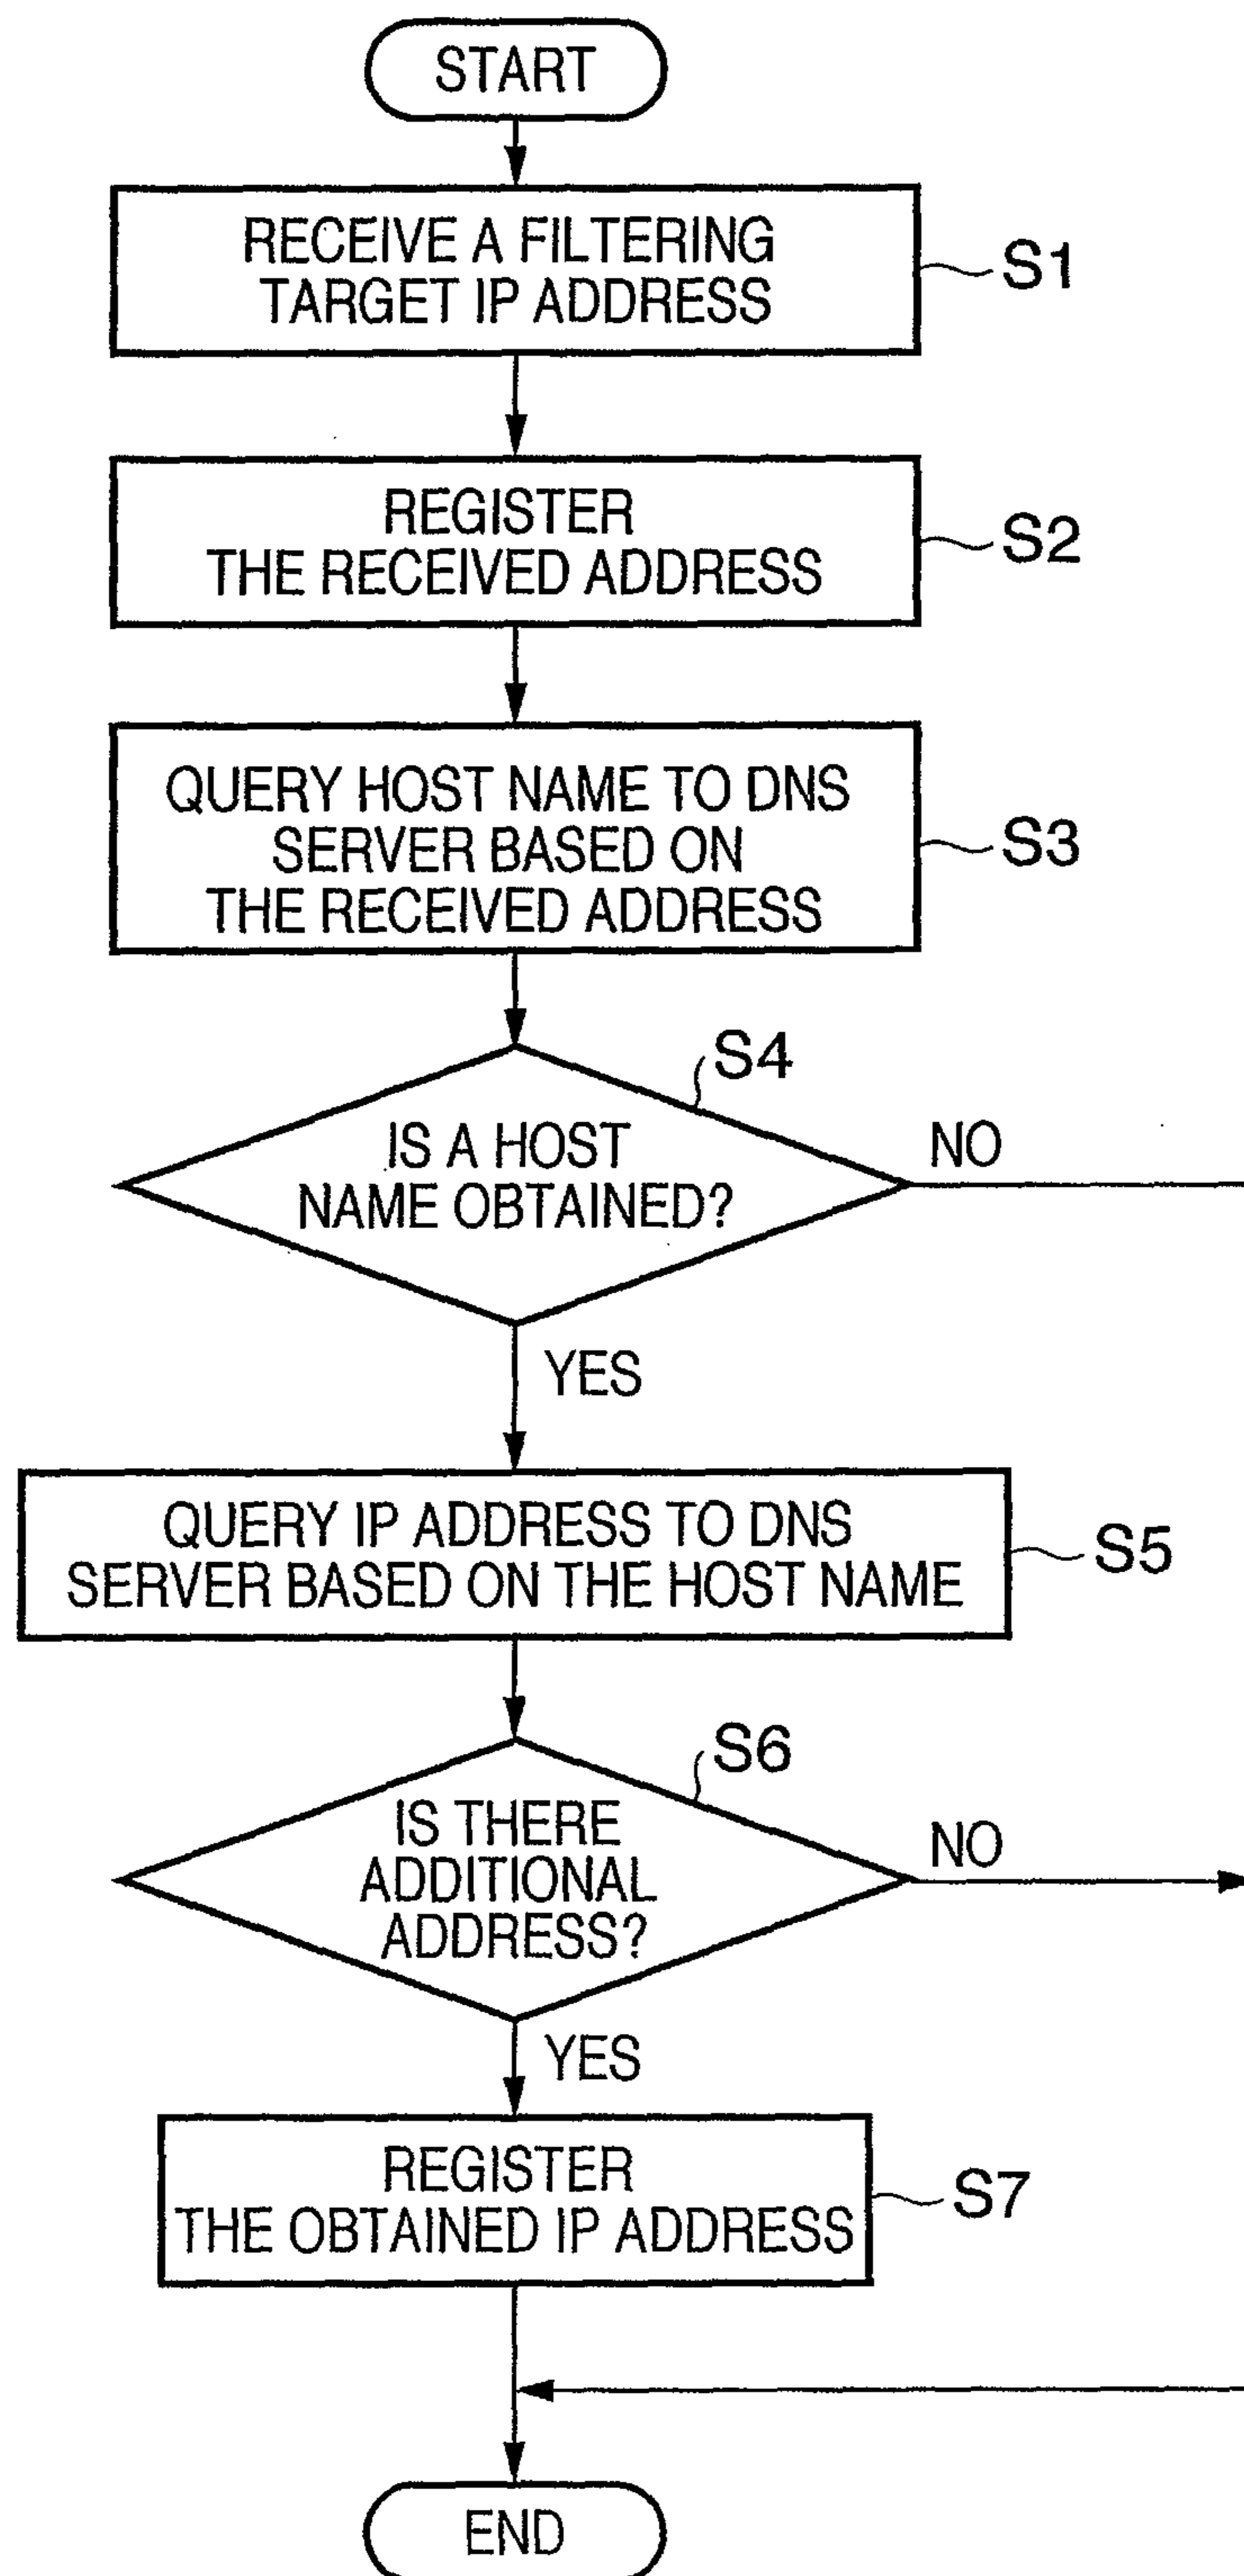 START
RECEIVE A FILTERING
TARGET IP ADDRESS
S1
REGISTER
THE RECEIVED ADDRESS
S2
QUERY HOST NAME TO DNS
SERVER BASED ON
THE RECEIVED ADDRESS
S3
S4
IS A HOST
NAME OBTAINED?
NO
YES
QUERY IP ADDRESS TO DNS
SERVER BASED ON THE HOST NAME
S5
S6
IS THERE
ADDITIONAL
ADDRESS?
NO
YES
REGISTER
THE OBTAINED IP ADDRESS
S7
END